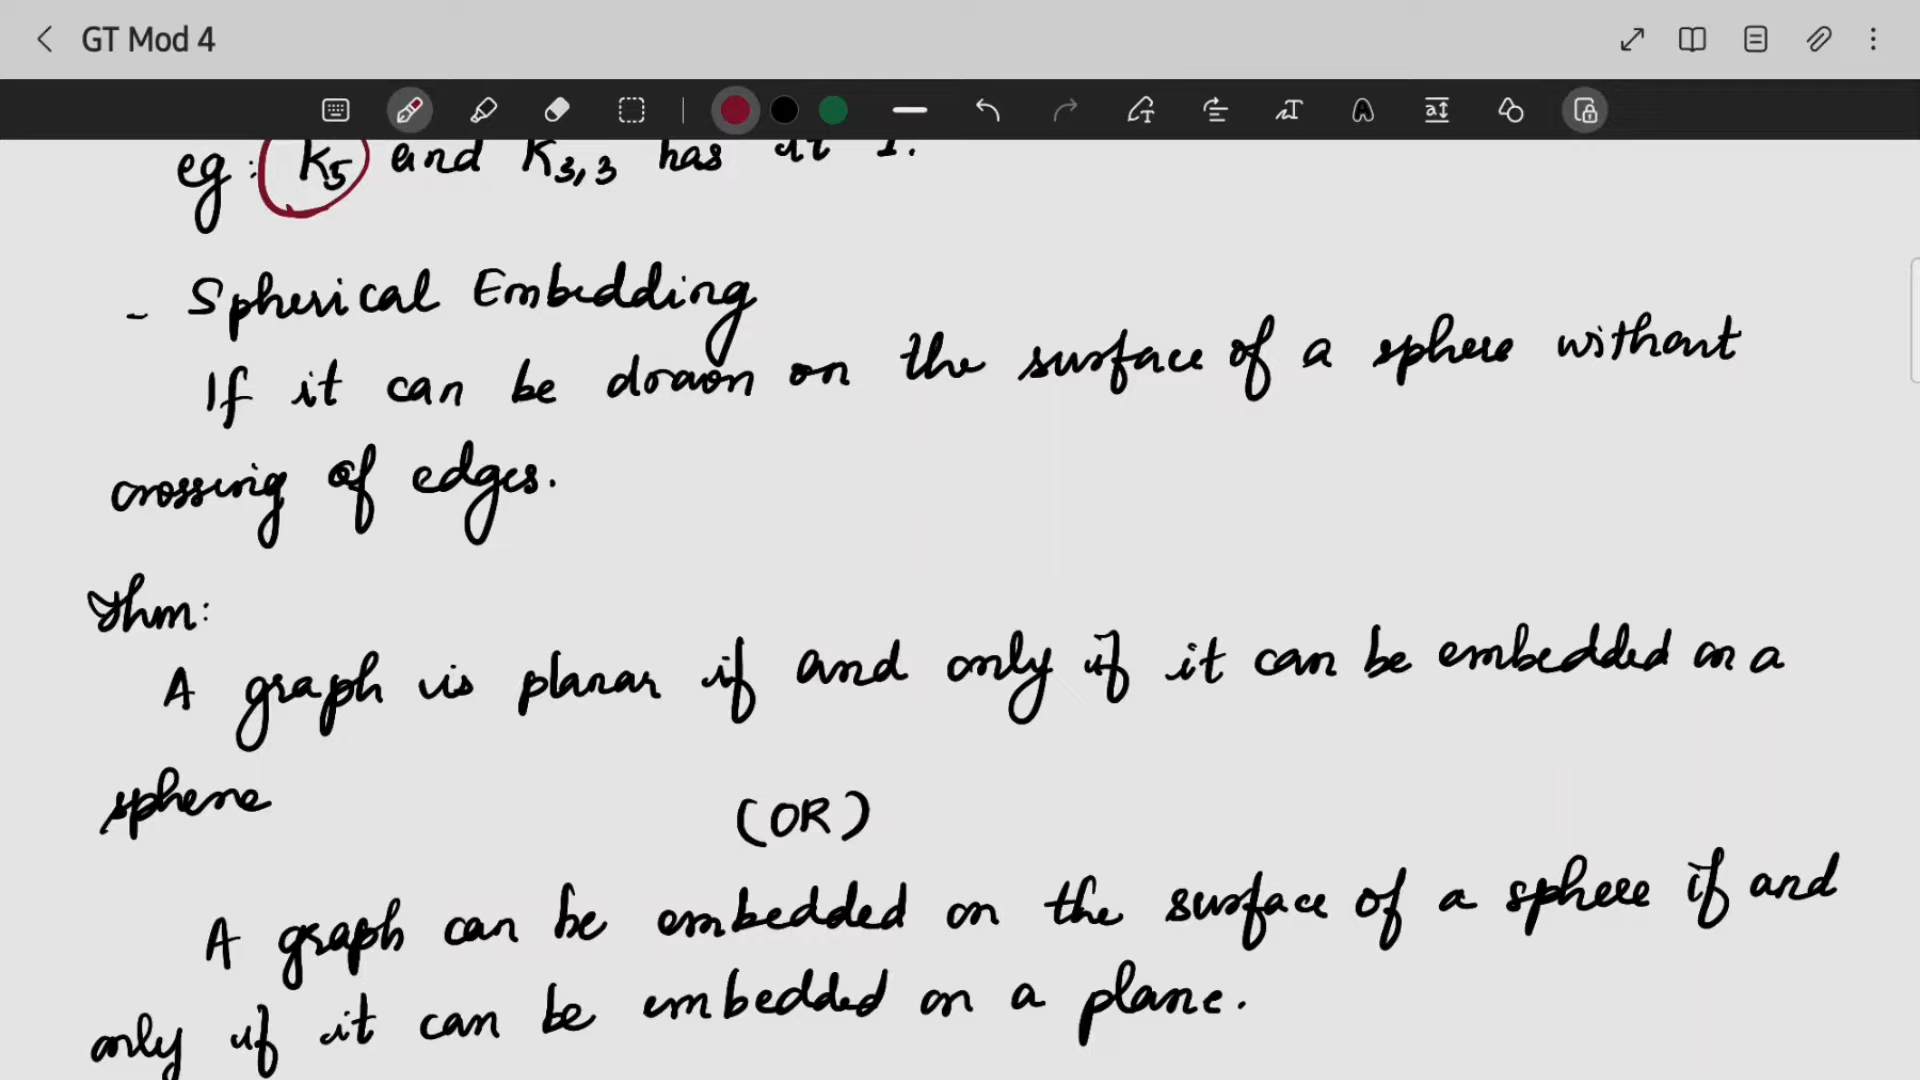 GT Mod 4
eg: K5 and K3,3 has it 1.
- Spherical Embedding
If it can be drawn on the surface of a sphere without
crossing of edges.
Thm:
A graph is planar if and only if it can be embedded on a
sphere
(OR)
A graph can be embedded on the surface of a sphere if and
only if it can be embedded on a plane.